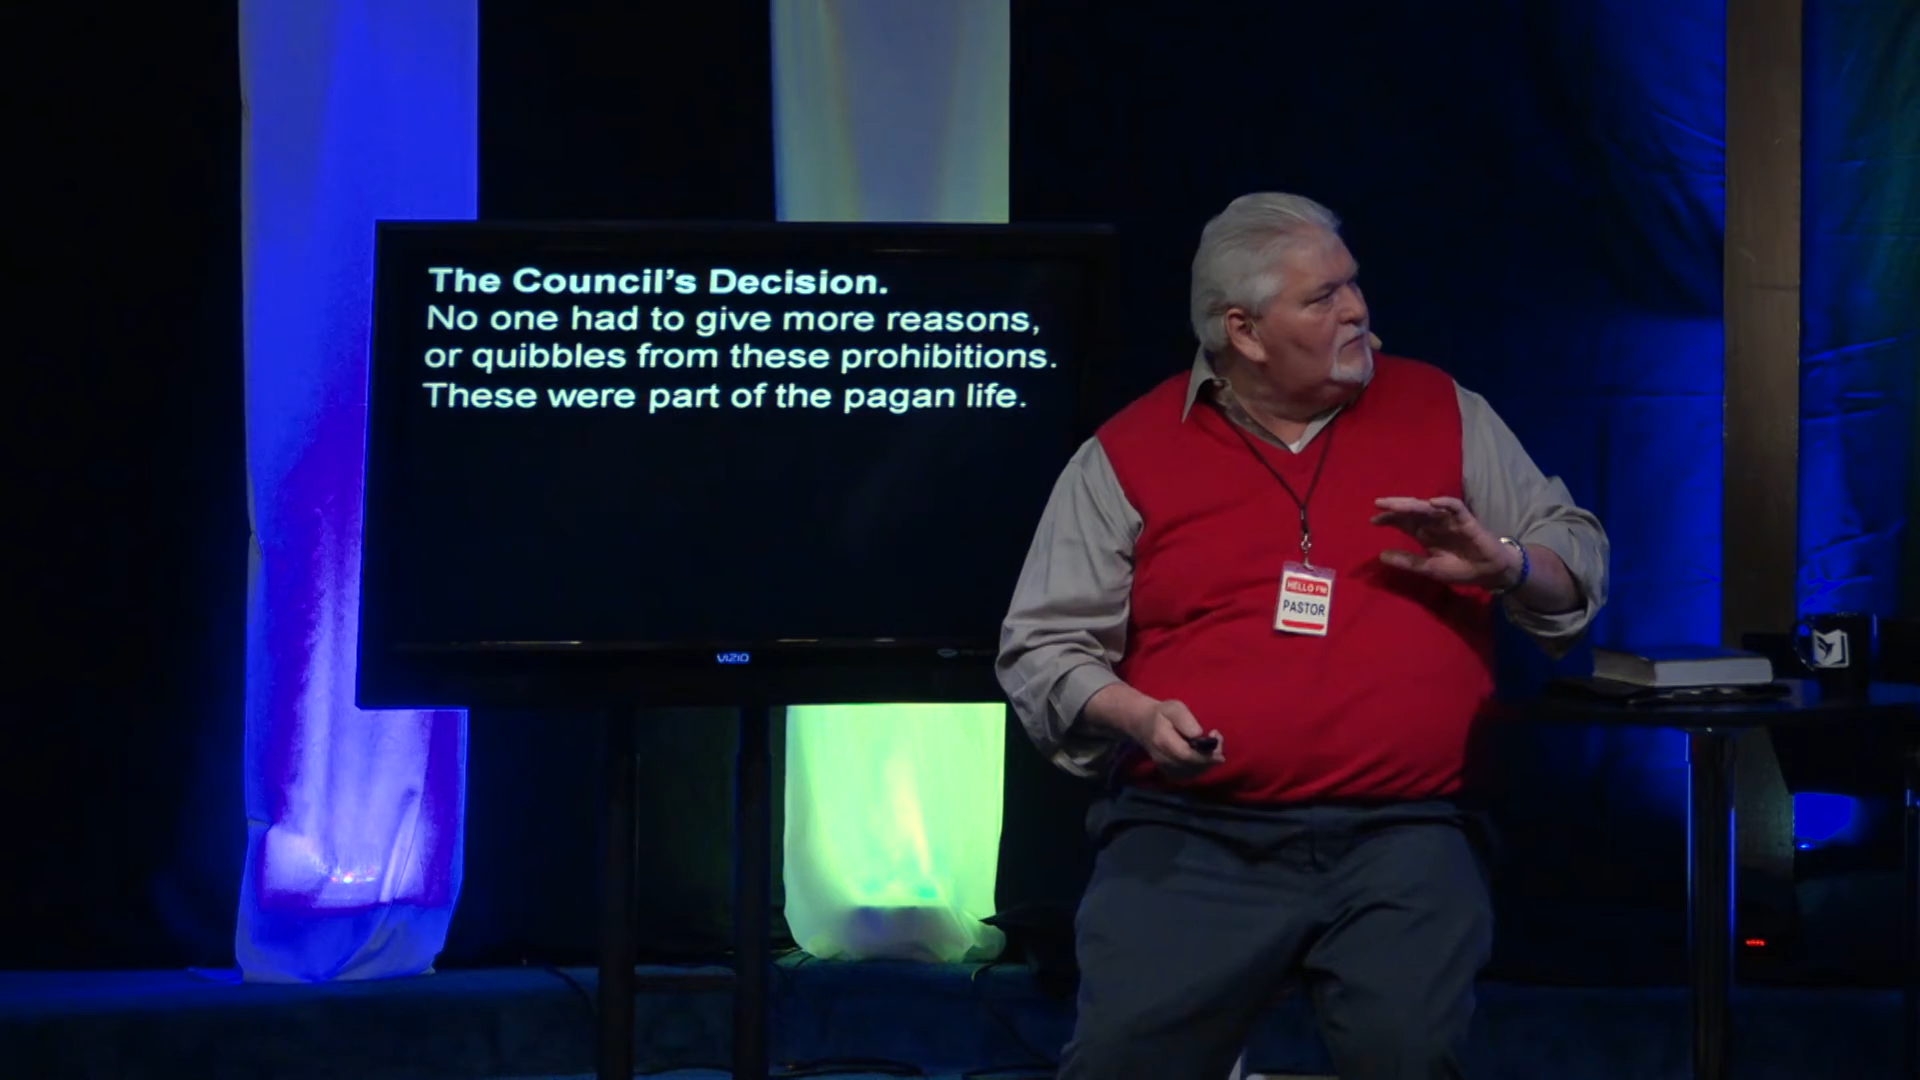 The Council's Decision.
No one had to give more reasons,
or quibbles from these prohibitions.
These were part of the pagan life.
VIZIO
HELLO I'M
PASTOR